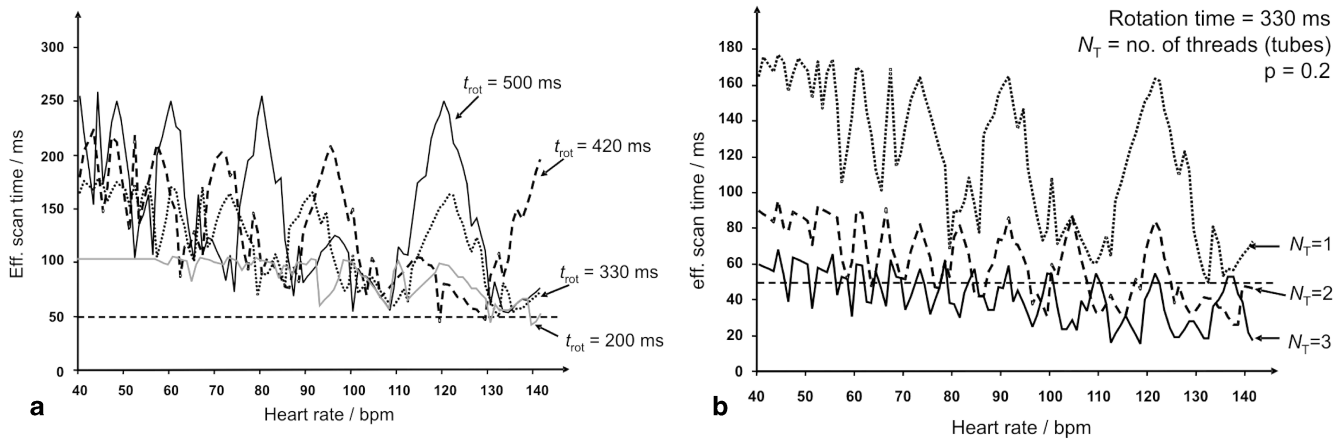 300
250
200
150
100
50
0
Eff. scan time / ms
40 50 60 70 80 90 100 110 120 130 140
Heart rate / bpm
t_rot = 500 ms
t_rot = 420 ms
t_rot = 330 ms
t_rot = 200 ms
a
Rotation time = 330 ms
N_T = no. of threads (tubes)
p = 0.2
180
160
140
120
100
80
60
40
20
0
eff. scan time / ms
40 50 60 70 80 90 100 110 120 130 140
Heart rate / bpm
N_T=1
N_T=2
N_T=3
b